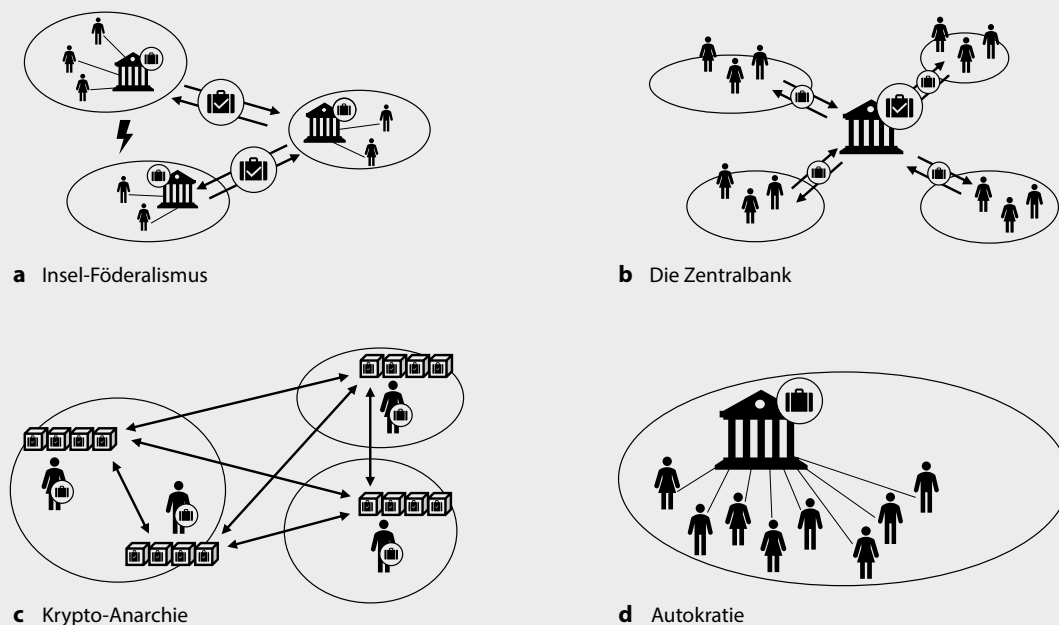 a Insel-Föderalismus
b Die Zentralbank
c Krypto-Anarchie
d Autokratie